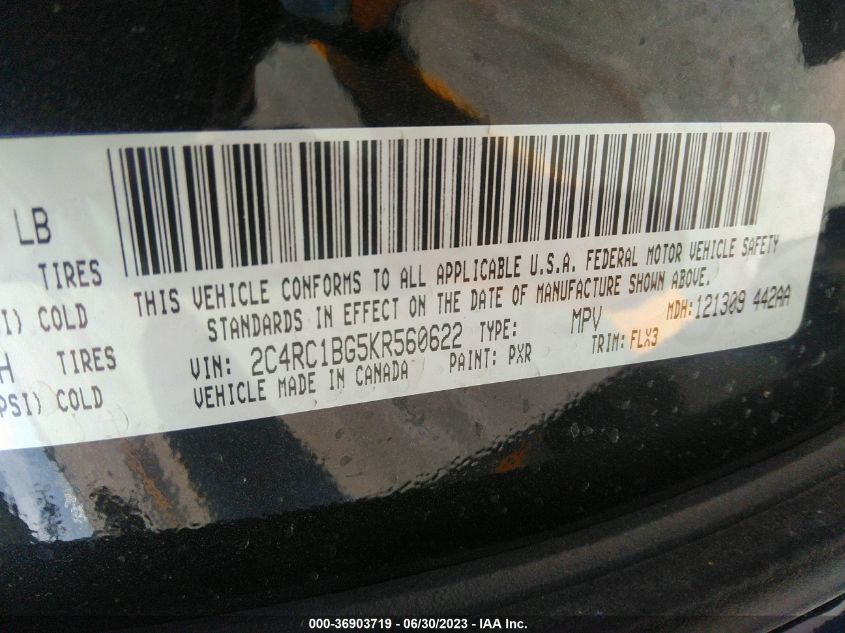 LB
TIRES
SI) COLD
H TIRES
PSI) COLD
THIS VEHICLE CONFORMS TO ALL APPLICABLE U.S.A. FEDERAL MOTOR VEHICLE SAFETY
STANDARDS IN EFFECT ON THE DATE OF MANUFACTURE SHOWN ABOVE.
VIN: 2C4RC1BG5KR560622 TYPE: MPV MDH:121309 442AA
VEHICLE MADE IN CANADA PAINT: PXR TRIM: FLX3
000-36903719 / 06/30/2023 / IAA Inc.